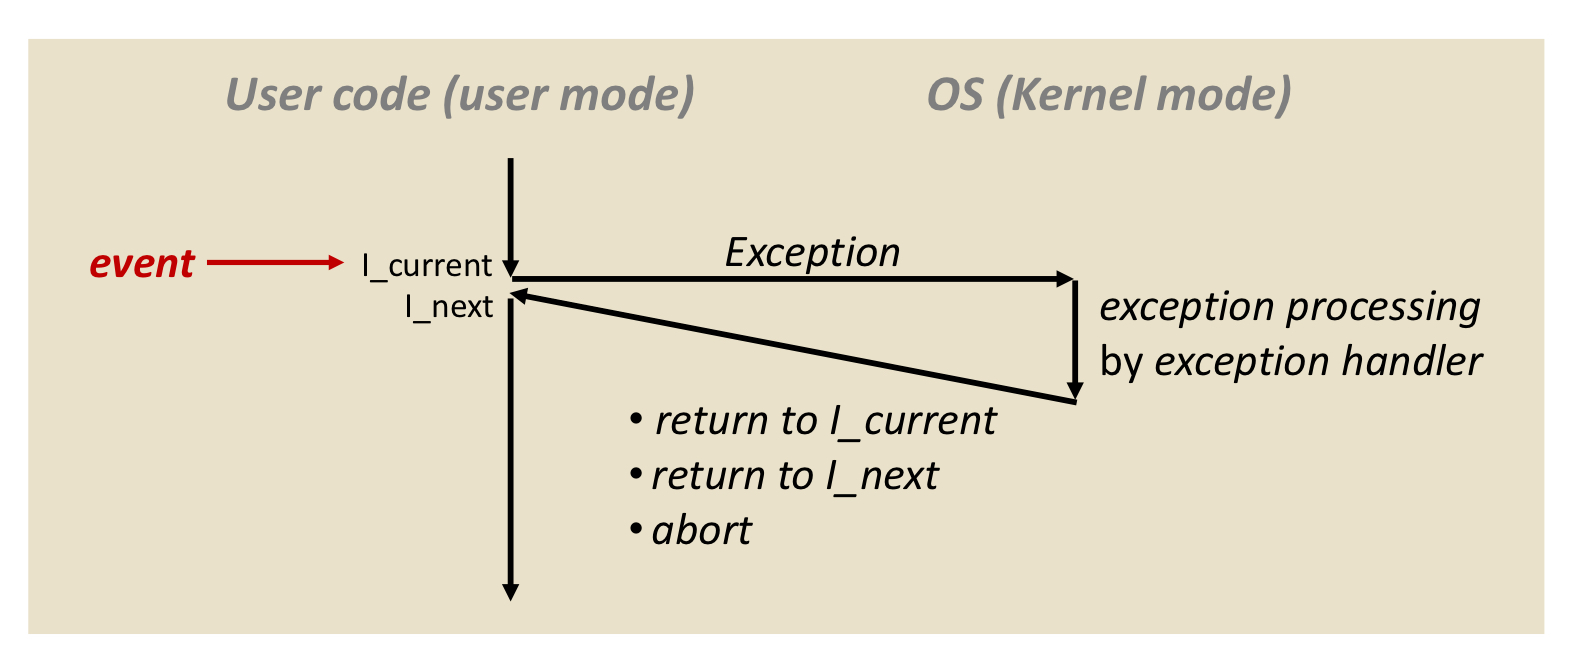 User code (user mode)
OS (Kernel mode)
event
I_current
I_next
Exception
exception processing
by exception handler
• return to I_current
• return to I_next
• abort